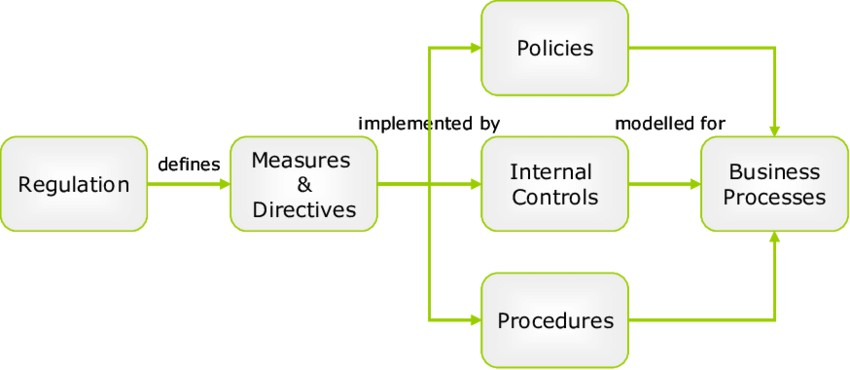 Policies
implemented by
modelled for
defines
Regulation
Measures
&
Directives
Internal
Controls
Business
Processes
Procedures